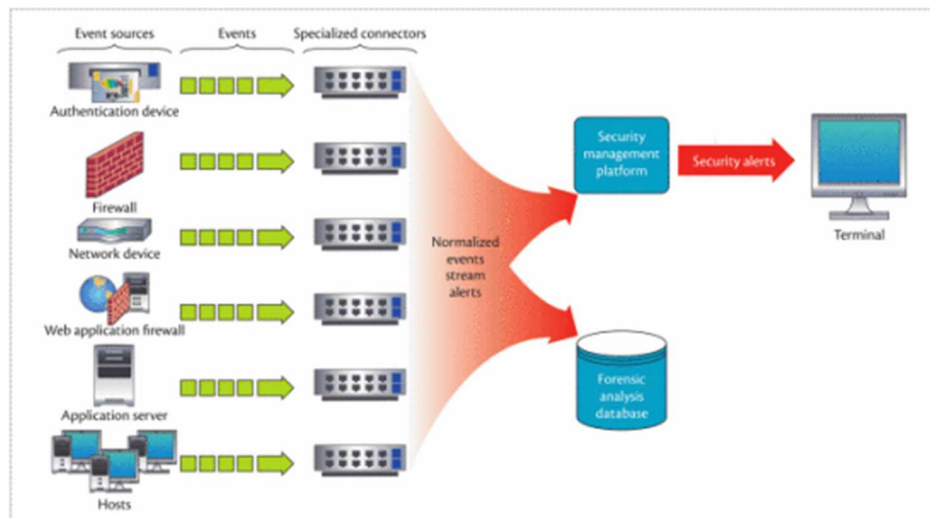 Event sources
Events
Specialized connectors
Authentication device
Firewall
Network device
Web application firewall
Application server
Hosts
Normalized
events
stream
alerts
Security
management
platform
Security alerts
Terminal
Forensic
analysis
database